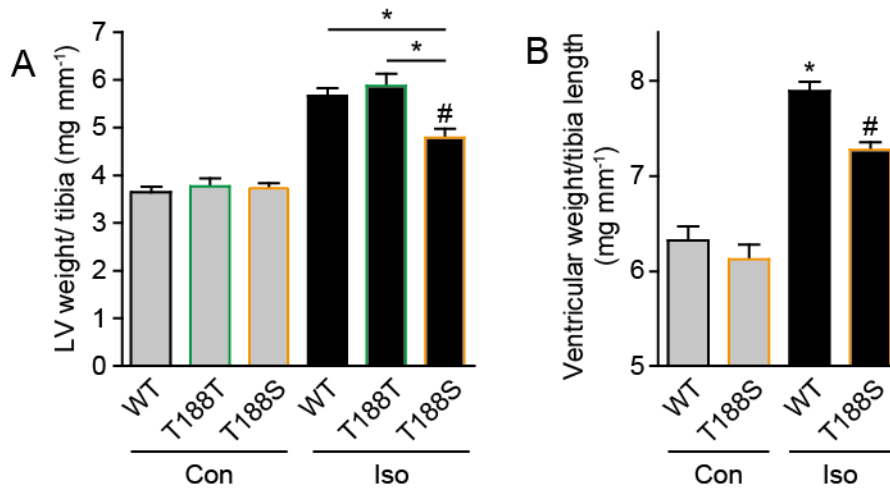 A
LV weight/ tibia (mg mm⁻¹)
7
6
5
4
3
2
1
0
*
*
#
WT
T188T
T188S
WT
T188T
T188S
Con
Iso
B
Ventricular weight/tibia length
(mg mm⁻¹)
8
7
6
5
*
#
WT
T188S
WT
T188S
Con
Iso